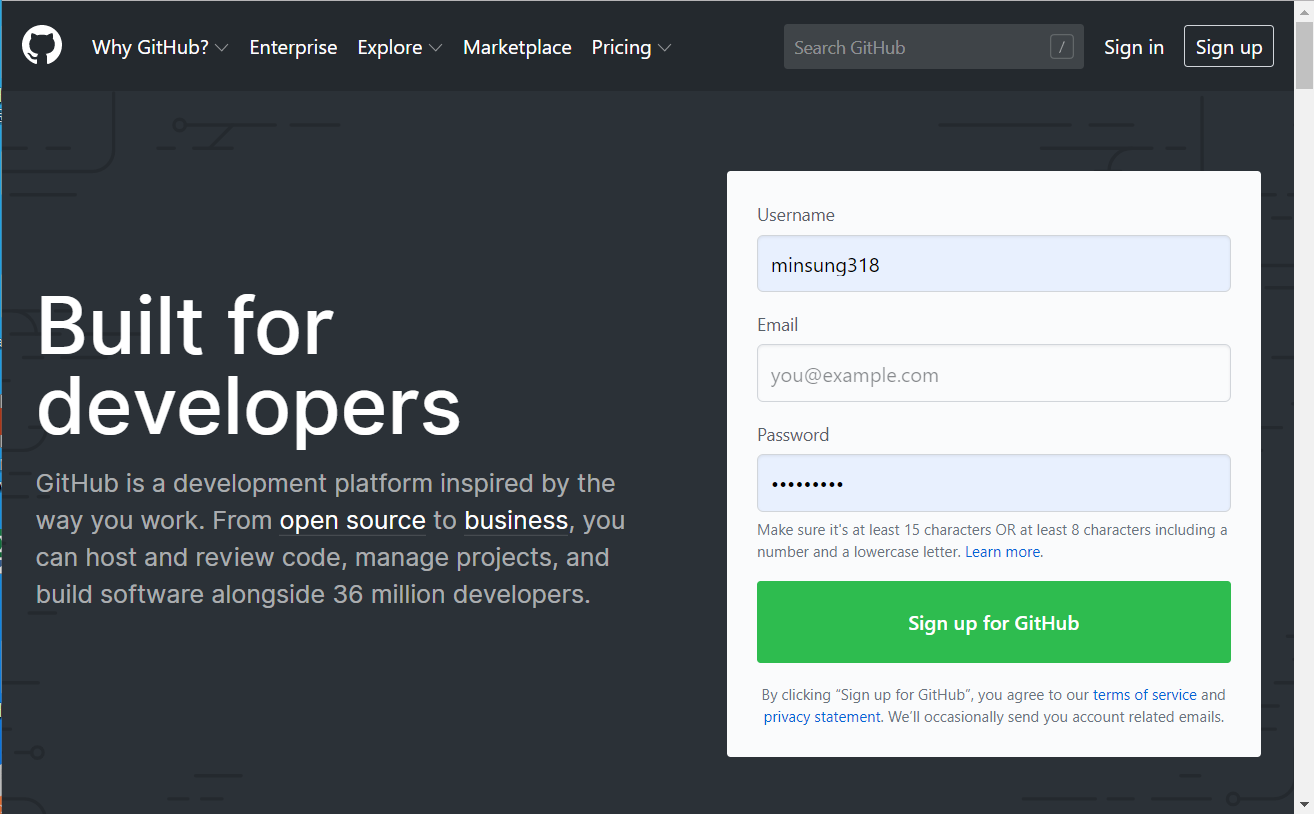 Why GitHub? Enterprise Explore Marketplace Pricing Search GitHub / Sign in Sign up
Built for
developers
GitHub is a development platform inspired by the
way you work. From open source to business, you
can host and review code, manage projects, and
build software alongside 36 million developers.
Username
minsung318
Email
you@example.com
Password
•••••••••
Make sure it's at least 15 characters OR at least 8 characters including a
number and a lowercase letter. Learn more.
Sign up for GitHub
By clicking “Sign up for GitHub”, you agree to our terms of service and
privacy statement. We’ll occasionally send you account related emails.